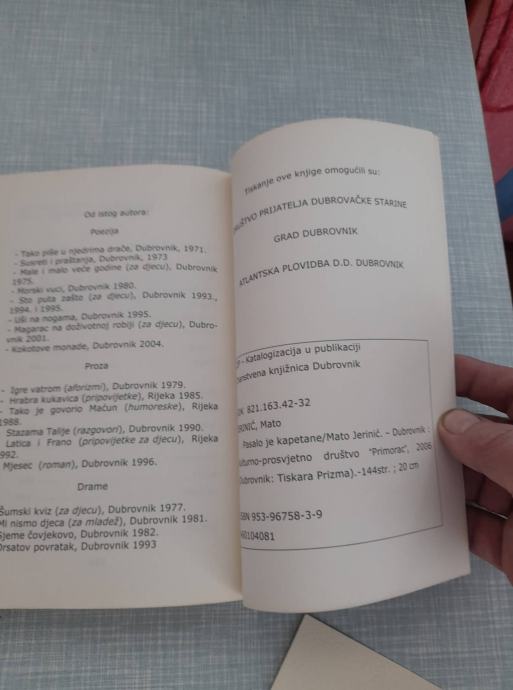 Od istog autora:
Poezija
- Tako piše u njedrima drače, Dubrovnik, 1971.
- Susreti i praštanja, Dubrovnik, 1973
- Male i malo veće godine (za djecu), Dubrovnik
1975.
- Morski vuci, Dubrovnik 1980.
- Sto puta zašto (za djecu), Dubrovnik 1993.,
1994. i 1995.
- Uši na nogama, Dubrovnik 1995.
- Magarac na doživotnoj robiji (za djecu), Dubro-
vnik 2001.
- Kokotove monade, Dubrovnik 2004.
Proza
- Igre vatrom (aforizmi), Dubrovnik 1979.
- Hrabra kukavica (pripovijetke), Rijeka 1985.
- Tako je govorio Mačun (humoreske), Rijeka
1988.
Stazama Talije (razgovori), Dubrovnik 1990.
Latica i Frano (pripovijetke za djecu), Rijeka
992.
Mjesec (roman), Dubrovnik 1996.
Drame
Šumski kviz (za djecu), Dubrovnik 1977.
Mi nismo djeca (za mladež), Dubrovnik 1981.
Sjeme čovjekovo, Dubrovnik 1982.
Orsatov povratak, Dubrovnik 1993
Tiskanje ove knjige omogućili su:
DRUŠTVO PRIJATELJA DUBROVAČKE STARINE
GRAD DUBROVNIK
ATLANTSKA PLOVIDBA D.D. DUBROVNIK
- Katalogizacija u publikaciji
knjižnica Dubrovnik
821.163.42-32
JERINIĆ, Mato
Pasalo je kapetane/Mato Jerinić. – Dubrovnik :
kulturno-prosvjetno društvo "Primorac", 2006
Dubrovnik: Tiskara Prizma).-144str. ; 20 cm
ISBN 953-96758-3-9
460104081